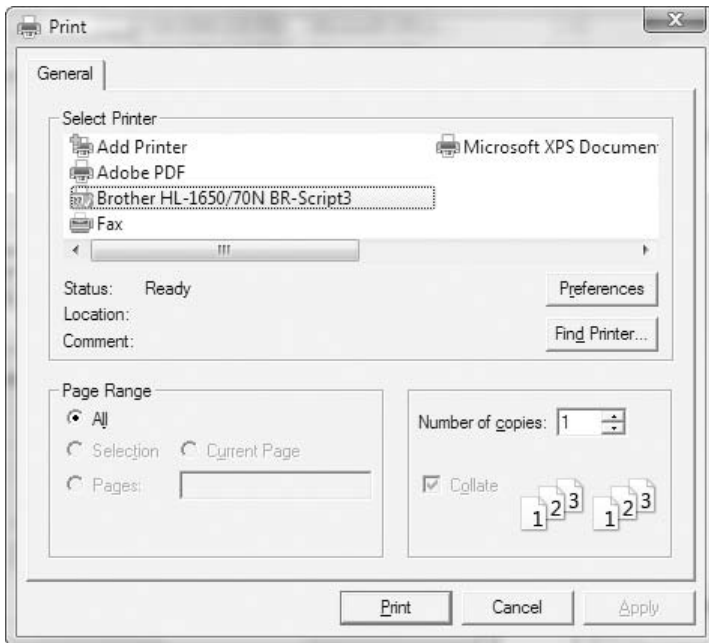 Print
General
Select Printer
Add Printer
Microsoft XPS Documen
Adobe PDF
Brother HL-1650/70N BR-Script3
Fax
Status: Ready
Preferences
Location:
Comment:
Find Printer...
Page Range
All
Selection Current Page
Pages:
Number of copies: 1
Collate
1 2 3 1 2 3
Print Cancel Apply